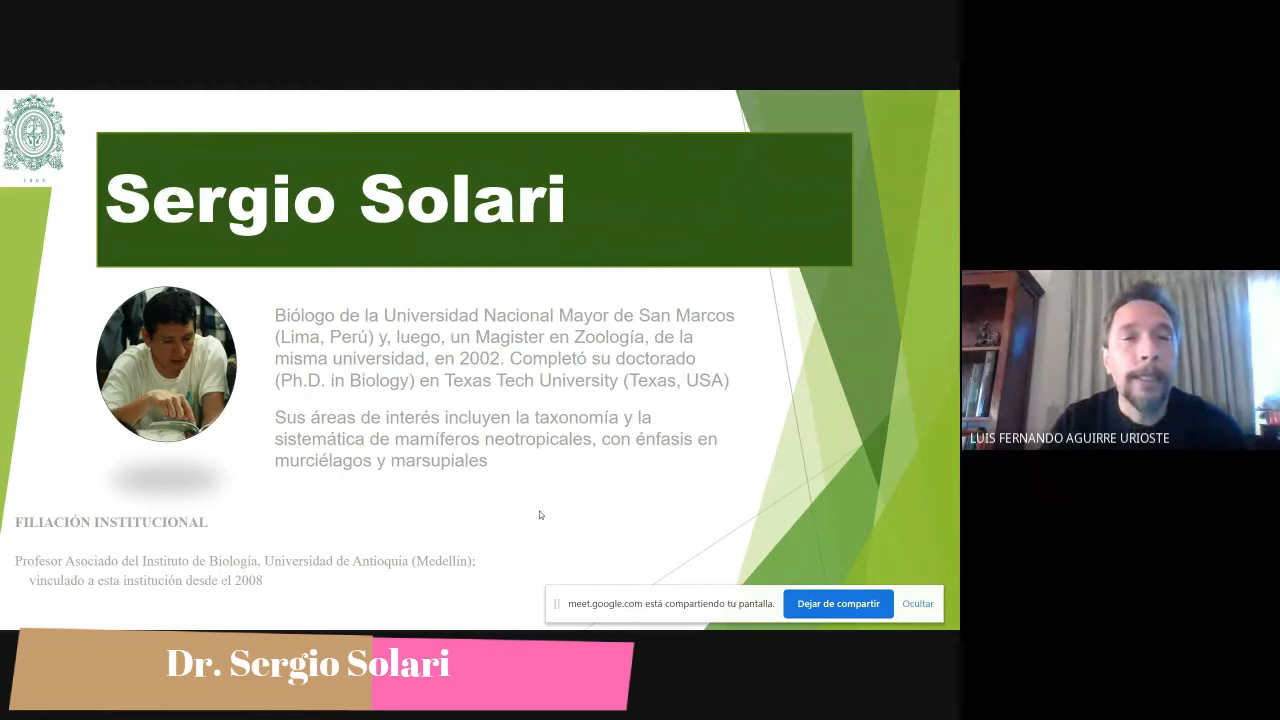 Sergio Solari
Biólogo de la Universidad Nacional Mayor de San Marcos
(Lima, Perú) y, luego, un Magister en Zoología, de la
misma universidad, en 2002. Completó su doctorado
(Ph.D. in Biology) en Texas Tech University (Texas, USA)
Sus áreas de interés incluyen la taxonomía y la
sistemática de mamíferos neotropicales, con énfasis en
murciélagos y marsupiales
FILIACIÓN INSTITUCIONAL
Profesor Asociado del Instituto de Biología, Universidad de Antioquia (Medellín);
vinculado a esta institución desde el 2008
meet.google.com está compartiendo tu pantalla.
Dejar de compartir
Ocultar
LUIS FERNANDO AGUIRRE URIOSTE
Dr. Sergio Solari